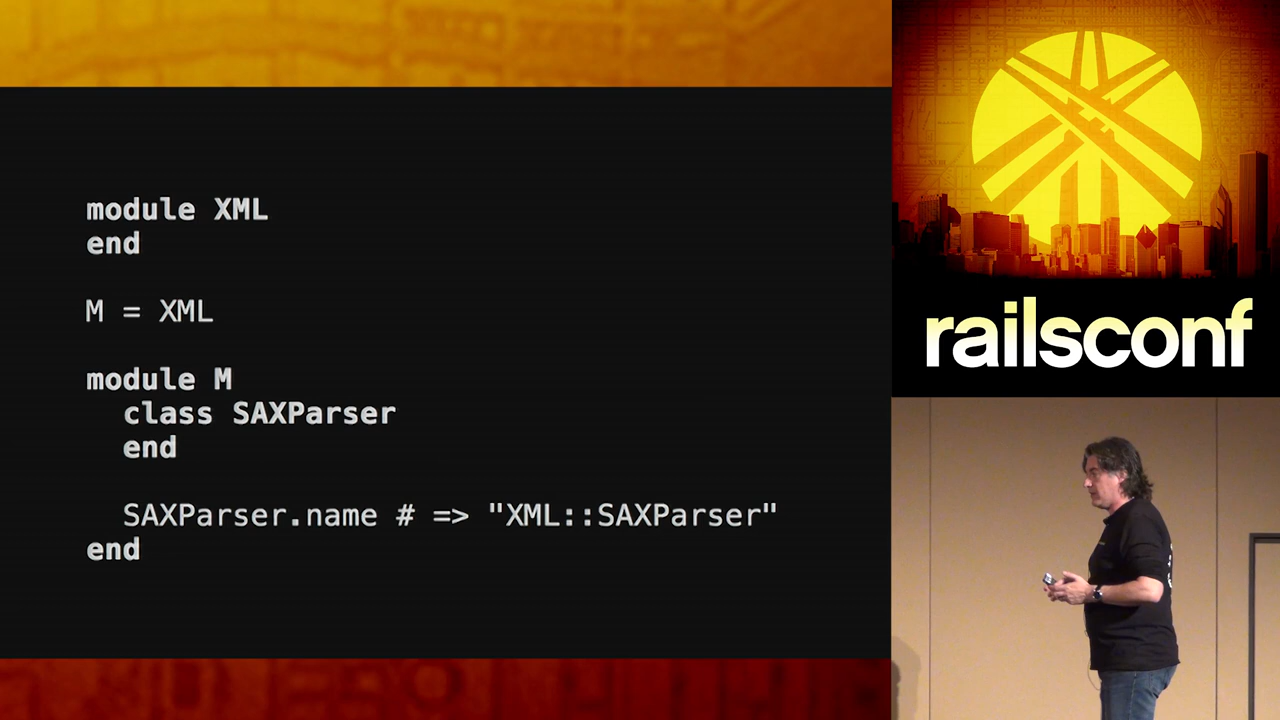 module XML
end
M = XML
module M
  class SAXParser
  end
  SAXParser.name # => "XML::SAXParser"
end
railsconf